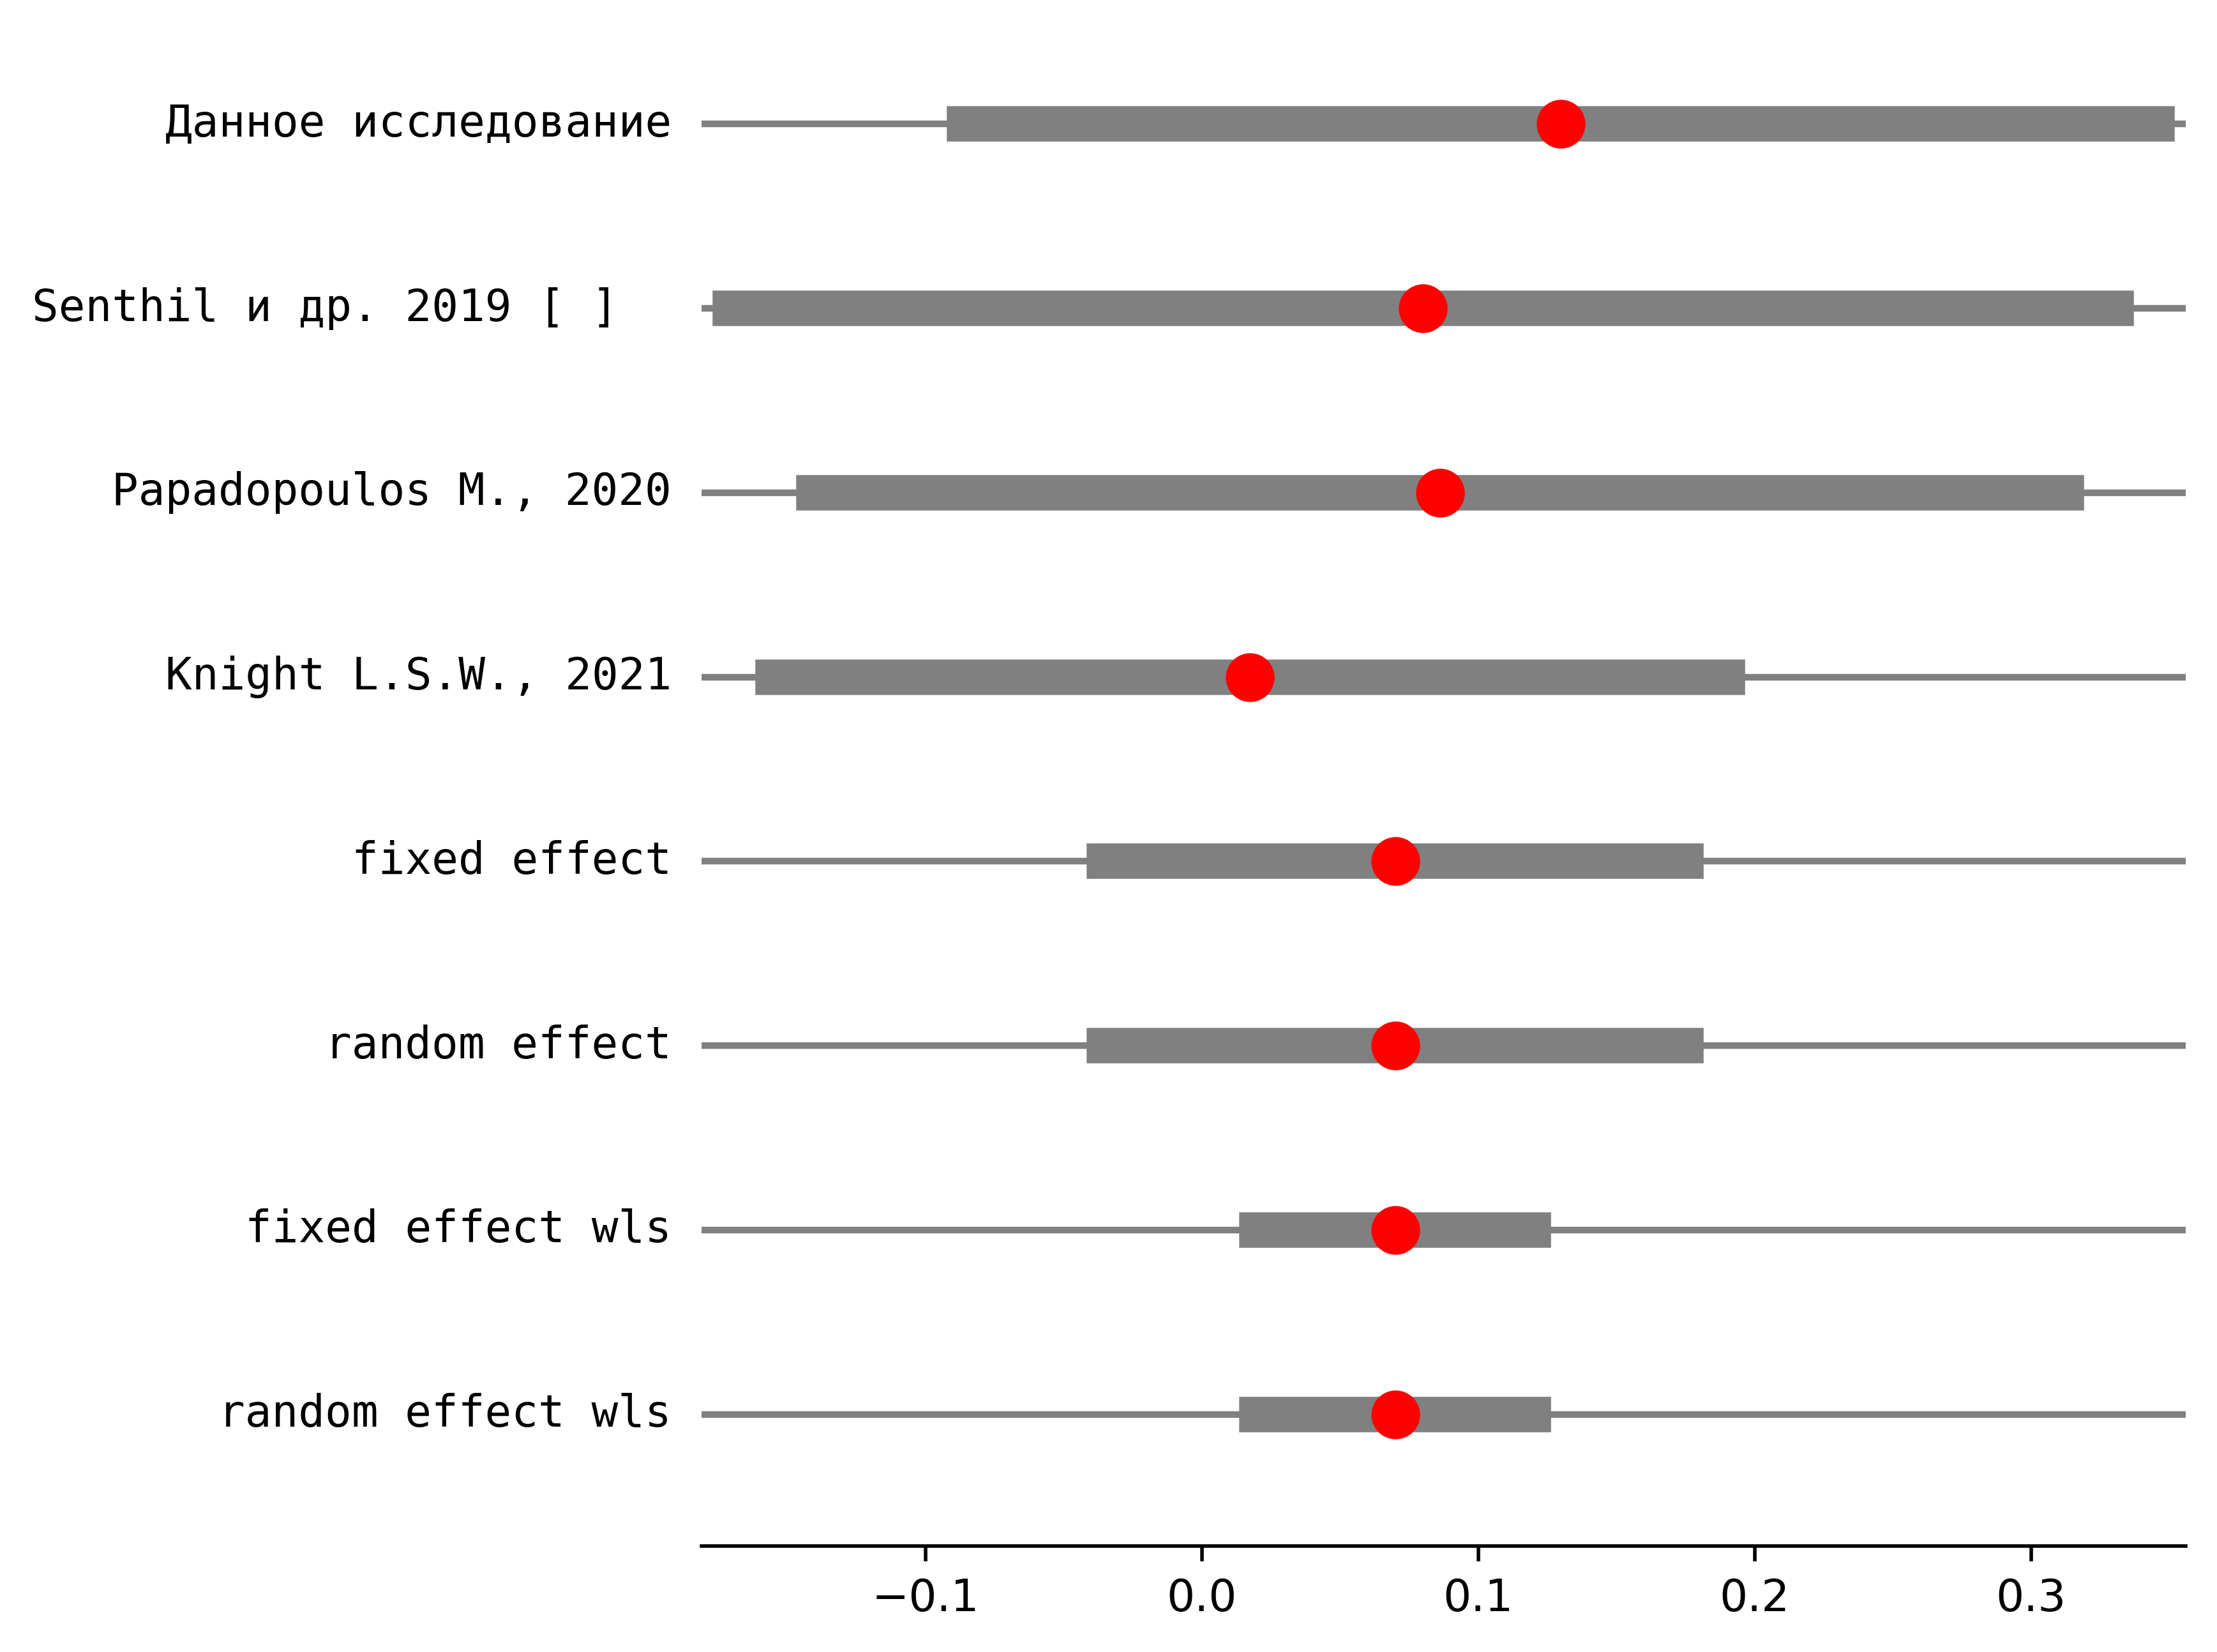 Данное исследование
Senthil и др. 2019 [ ]
Papadopoulos M., 2020
Knight L.S.W., 2021
fixed effect
random effect
fixed effect wls
random effect wls
−0.1 0.0 0.1 0.2 0.3